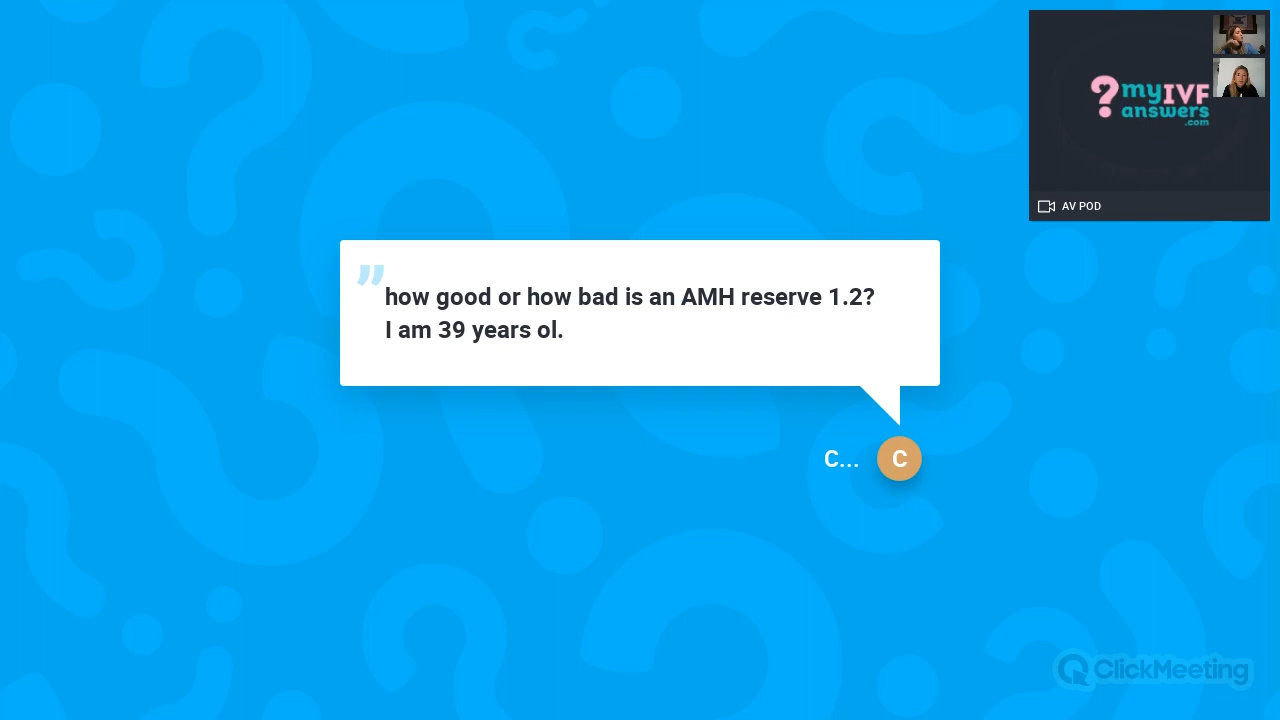 ?myIVF
answers
.com
AV POD
”
how good or how bad is an AMH reserve 1.2?
I am 39 years ol.
C...
C
ClickMeeting